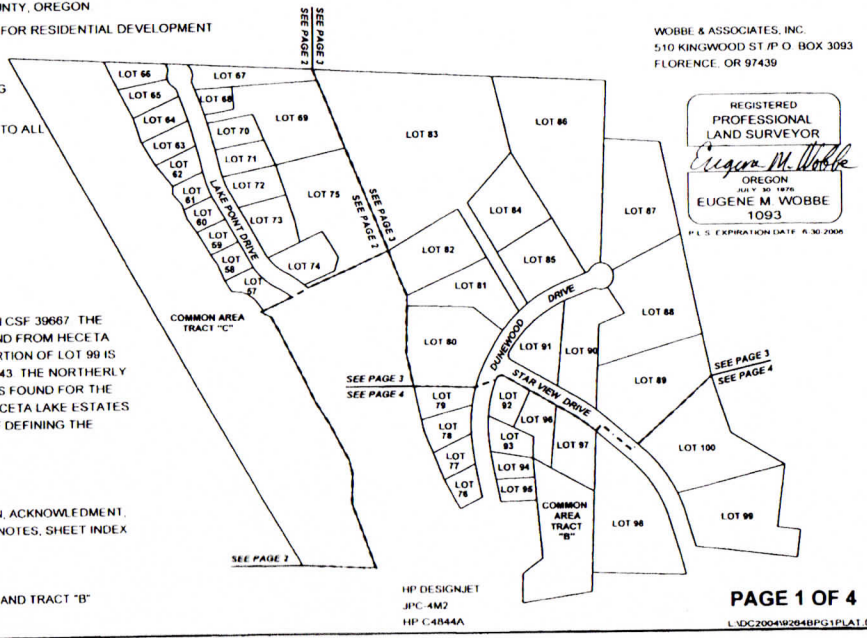 NTY, OREGON
FOR RESIDENTIAL DEVELOPMENT
G
TO ALL
CSF 39667 THE
ND FROM HECETA
RTION OF LOT 99 IS
43 THE NORTHERLY
S FOUND FOR THE
CETA LAKE ESTATES
DEFINING THE
N, ACKNOWLEDMENT,
NOTES, SHEET INDEX
AND TRACT "B"
SEE PAGE 3
SEE PAGE 2
WOBBE & ASSOCIATES, INC.
510 KINGWOOD ST /P O. BOX 3093
FLORENCE, OR 97439
REGISTERED
PROFESSIONAL
LAND SURVEYOR
Eugene M. Wobbe
OREGON
JULY 30 1976
EUGENE M. WOBBE
1093
P L S EXPIRATION DATE 6-30-2006
LOT 66
LOT 67
LOT 65
LOT 68
LOT 64
LOT 69
LOT 70
LOT 63
LOT 71
LOT 62
LOT 72
LOT 61
LOT 73
LOT 60
LOT 59
LOT 58
LOT 57
LOT 74
LOT 75
LAKE POINT DRIVE
COMMON AREA
TRACT "C"
SEE PAGE 3
SEE PAGE 2
LOT 83
LOT 86
LOT 84
LOT 87
LOT 82
LOT 85
LOT 81
LOT 88
LOT 80
LOT 91
LOT 90
LOT 89
DUNEWOOD DRIVE
STAR VIEW DRIVE
SEE PAGE 3
SEE PAGE 4
SEE PAGE 3
SEE PAGE 4
LOT 79
LOT 92
LOT 96
LOT 78
LOT 93
LOT 97
LOT 77
LOT 94
LOT 76
LOT 95
LOT 100
LOT 98
LOT 99
COMMON
AREA
TRACT
"B"
SEE PAGE 2
HP DESIGNJET
JPC-4M2
HP C4844A
PAGE 1 OF 4
L:\DC2004\9264BPG1PLAT